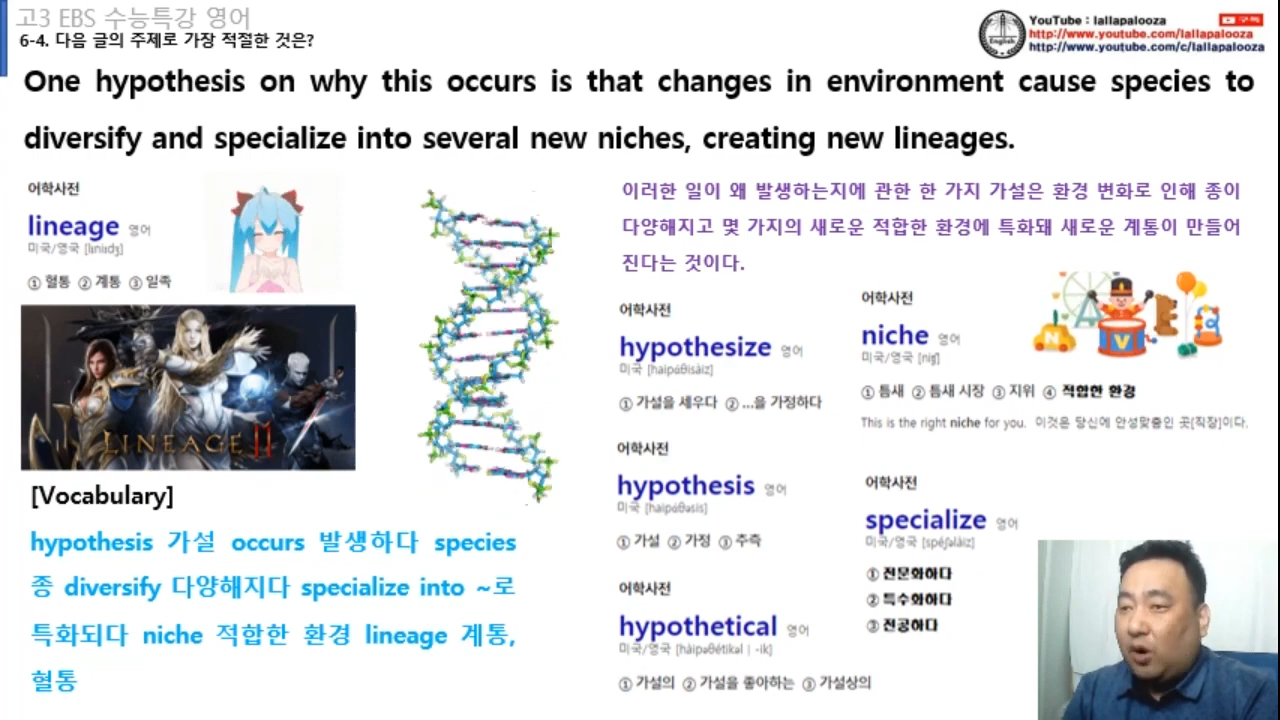 고3 EBS 수능특강 영어
6-4. 다음 글의 주제로 가장 적절한 것은?
YouTube : lallapalooza
구독
http://www.youtube.com/lallapalooza
http://www.youtube.com/c/lallapalooza
English
One hypothesis on why this occurs is that changes in environment cause species to
diversify and specialize into several new niches, creating new lineages.
어학사전
lineage 영어
미국/영국 [líniidʒ]
① 혈통 ② 계통 ③ 일족
LINEAGE II
[Vocabulary]
hypothesis 가설 occurs 발생하다 species
종 diversify 다양해지다 specialize into ~로
특화되다 niche 적합한 환경 lineage 계통,
혈통
이러한 일이 왜 발생하는지에 관한 한 가지 가설은 환경 변화로 인해 종이
다양해지고 몇 가지의 새로운 적합한 환경에 특화돼 새로운 계통이 만들어
진다는 것이다.
어학사전
hypothesize 영어
미국 [haipáθisàiz]
① 가설을 세우다 ② ...을 가정하다
어학사전
hypothesis 영어
미국 [haipáθəsis]
① 가설 ② 가정 ③ 추측
어학사전
hypothetical 영어
미국/영국 [hàipəθétikəl | -ik]
① 가설의 ② 가설을 좋아하는 ③ 가설상의
어학사전
niche 영어
미국/영국 [nitʃ]
① 틈새 ② 틈새 시장 ③ 지위 ④ 적합한 환경
This is the right niche for you. 이것은 당신에 안성맞춤인 곳[직장]이다.
NAVER
어학사전
specialize 영어
미국/영국 [spéʃəlàiz]
① 전문화하다
② 특수화하다
③ 전공하다